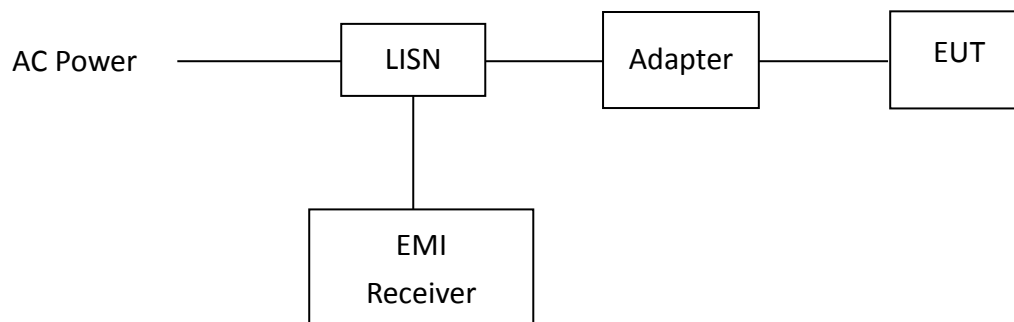 AC Power
LISN
Adapter
EUT
EMI
Receiver